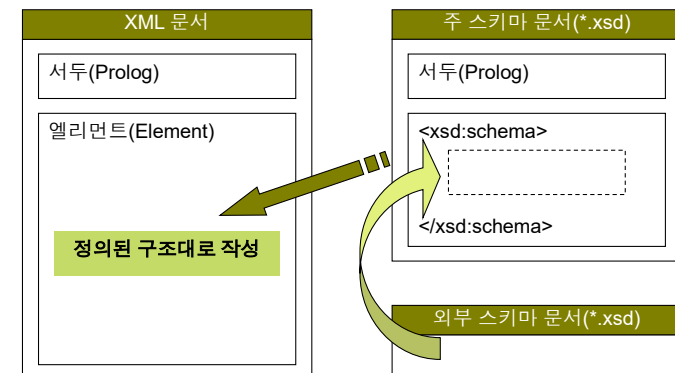 XML 문서
서두(Prolog)
엘리먼트(Element)
정의된 구조대로 작성
주 스키마 문서(*.xsd)
서두(Prolog)
<xsd:schema>
</xsd:schema>
외부 스키마 문서(*.xsd)